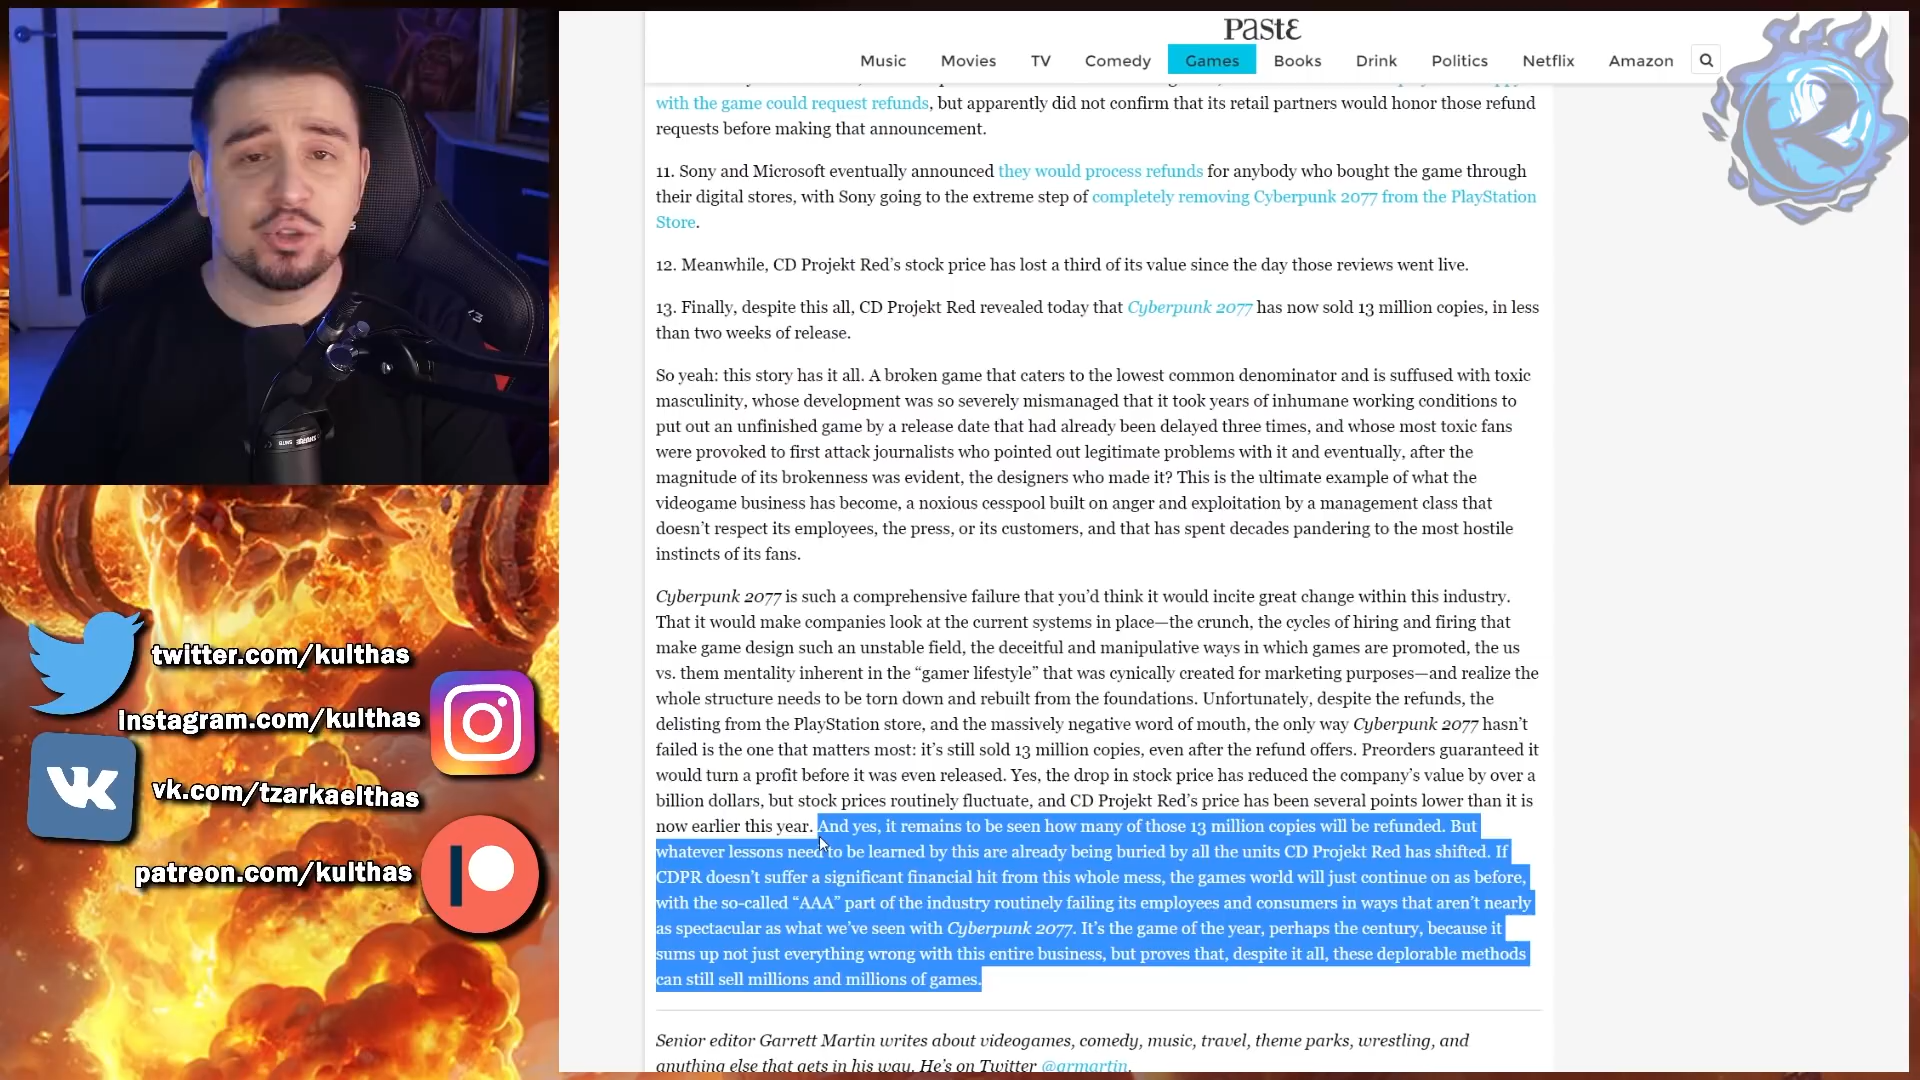 PastE
Music Movies TV Comedy Games Books Drink Politics Netflix Amazon
with the game could request refunds, but apparently did not confirm that its retail partners would honor those refund
requests before making that announcement.
11. Sony and Microsoft eventually announced they would process refunds for anybody who bought the game through
their digital stores, with Sony going to the extreme step of completely removing Cyberpunk 2077 from the PlayStation
Store.
12. Meanwhile, CD Projekt Red’s stock price has lost a third of its value since the day those reviews went live.
13. Finally, despite this all, CD Projekt Red revealed today that Cyberpunk 2077 has now sold 13 million copies, in less
than two weeks of release.
So yeah: this story has it all. A broken game that caters to the lowest common denominator and is suffused with toxic
masculinity, whose development was so severely mismanaged that it took years of inhumane working conditions to
put out an unfinished game by a release date that had already been delayed three times, and whose most toxic fans
were provoked to first attack journalists who pointed out legitimate problems with it and eventually, after the
magnitude of its brokenness was evident, the designers who made it? This is the ultimate example of what the
videogame business has become, a noxious cesspool built on anger and exploitation by a management class that
doesn’t respect its employees, the press, or its customers, and that has spent decades pandering to the most hostile
instincts of its fans.
Cyberpunk 2077 is such a comprehensive failure that you’d think it would incite great change within this industry.
That it would make companies look at the current systems in place—the crunch, the cycles of hiring and firing that
make game design such an unstable field, the deceitful and manipulative ways in which games are promoted, the us
vs. them mentality inherent in the “gamer lifestyle” that was cynically created for marketing purposes—and realize the
whole structure needs to be torn down and rebuilt from the foundations. Unfortunately, despite the refunds, the
delisting from the PlayStation store, and the massively negative word of mouth, the only way Cyberpunk 2077 hasn’t
failed is the one that matters most: it’s still sold 13 million copies, even after the refund offers. Preorders guaranteed it
would turn a profit before it was even released. Yes, the drop in stock price has reduced the company’s value by over a
billion dollars, but stock prices routinely fluctuate, and CD Projekt Red’s price has been several points lower than it is
now earlier this year. And yes, it remains to be seen how many of those 13 million copies will be refunded. But
whatever lessons need to be learned by this are already being buried by all the units CD Projekt Red has shifted. If
CDPR doesn’t suffer a significant financial hit from this whole mess, the games world will just continue on as before,
with the so-called “AAA” part of the industry routinely failing its employees and consumers in ways that aren’t nearly
as spectacular as what we’ve seen with Cyberpunk 2077. It’s the game of the year, perhaps the century, because it
sums up not just everything wrong with this entire business, but proves that, despite it all, these deplorable methods
can still sell millions and millions of games.
Senior editor Garrett Martin writes about videogames, comedy, music, travel, theme parks, wrestling, and
anything else that gets in his way. He’s on Twitter @grmartin.
twitter.com/kulthas
Instagram.com/kulthas
vk.com/tzarkaelthas
patreon.com/kulthas